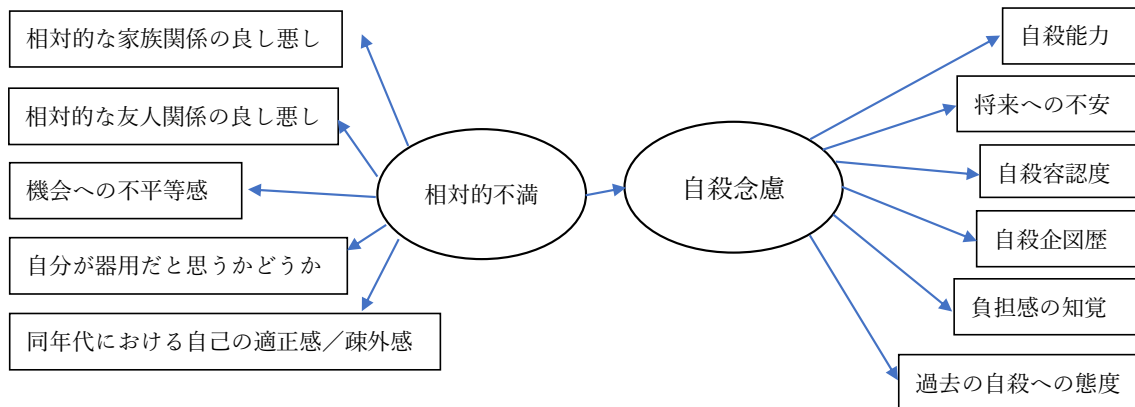 相対的な家族関係の良し悪し
相対的な友人関係の良し悪し
機会への不平等感
自分が器用だと思うかどうか
同年代における自己の適正感／疎外感
相対的不満
自殺念慮
自殺能力
将来への不安
自殺容認度
自殺企図歴
負担感の知覚
過去の自殺への態度